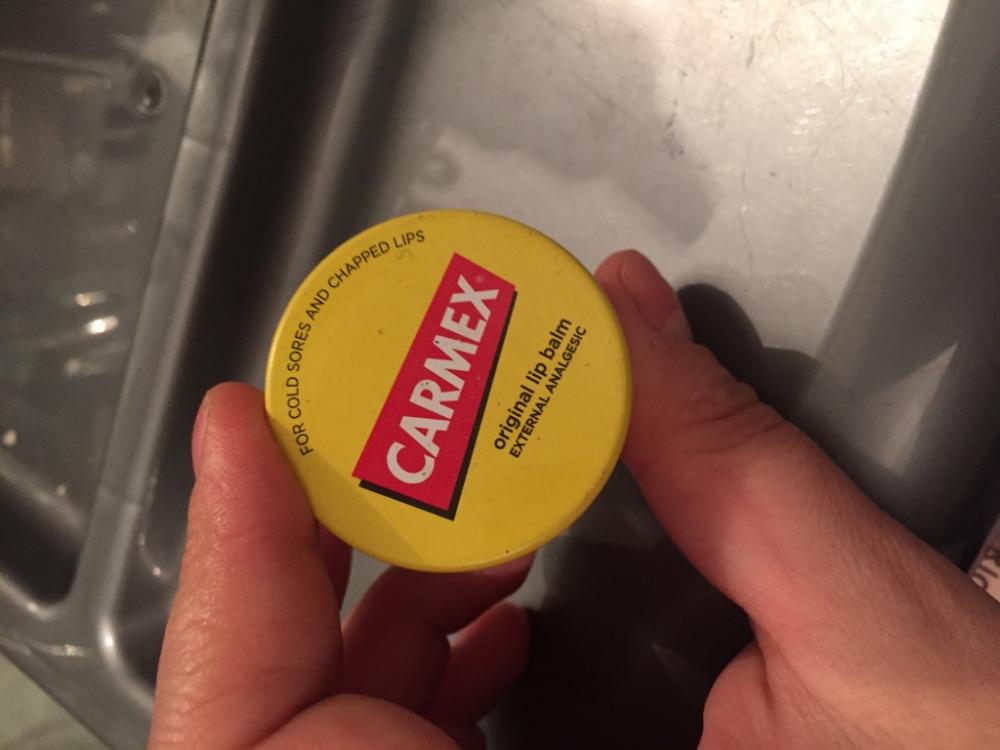 FOR COLD SORES AND CHAPPED LIPS
CARMEX®
original lip balm
EXTERNAL ANALGESIC